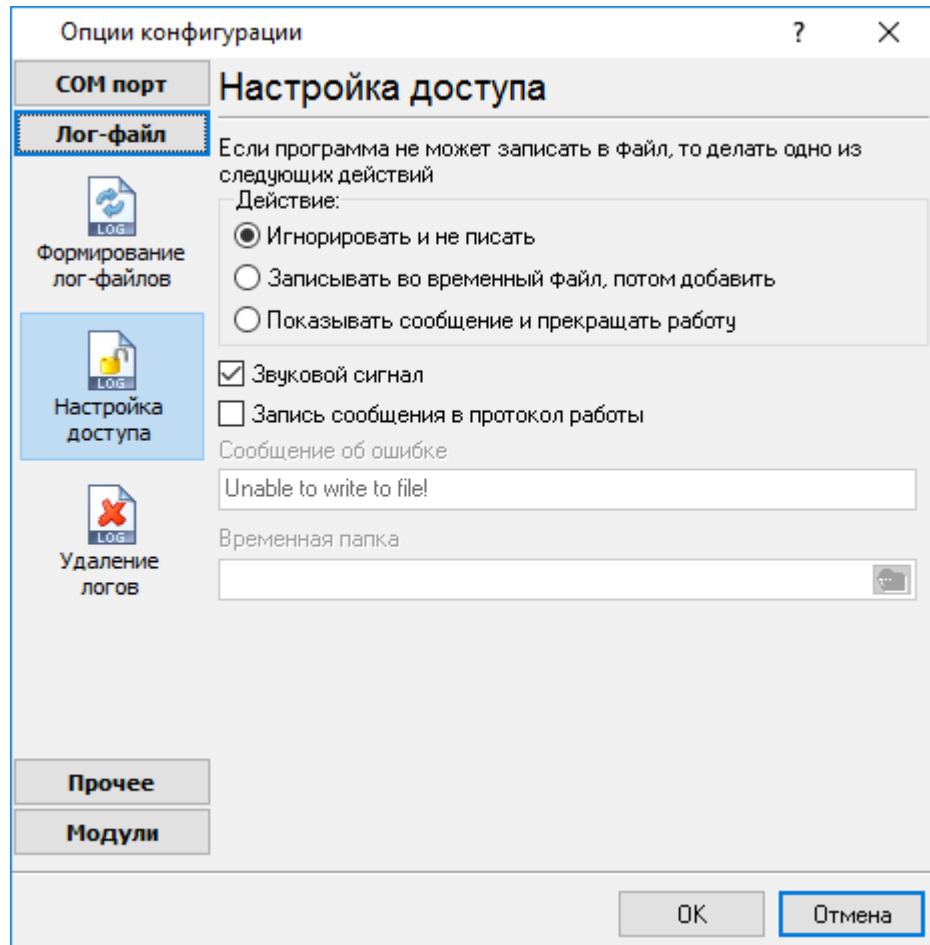 Опции конфигурации
?
COM порт
Лог-файл
LOG
Формирование
лог-файлов
LOG
Настройка
доступа
LOG
Удаление
логов
Прочее
Модули
Настройка доступа
Если программа не может записать в файл, то делать одно из
следующих действий
Действие:
Игнорировать и не писать
Записывать во временный файл, потом добавить
Показывать сообщение и прекращать работу
Звуковой сигнал
Запись сообщения в протокол работы
Сообщение об ошибке
Unable to write to file!
Временная папка
OK
Отмена